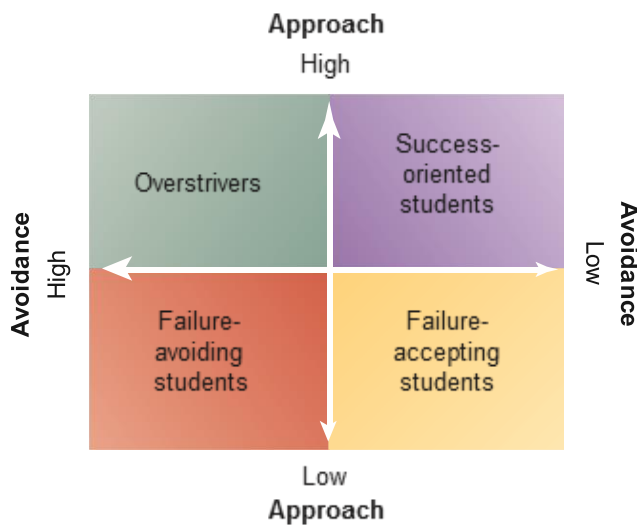 Approach
High
Overstrivers
Success-
oriented
students
Avoidance
High
Low
Avoidance
Failure-
avoiding
students
Failure-
accepting
students
Low
Approach